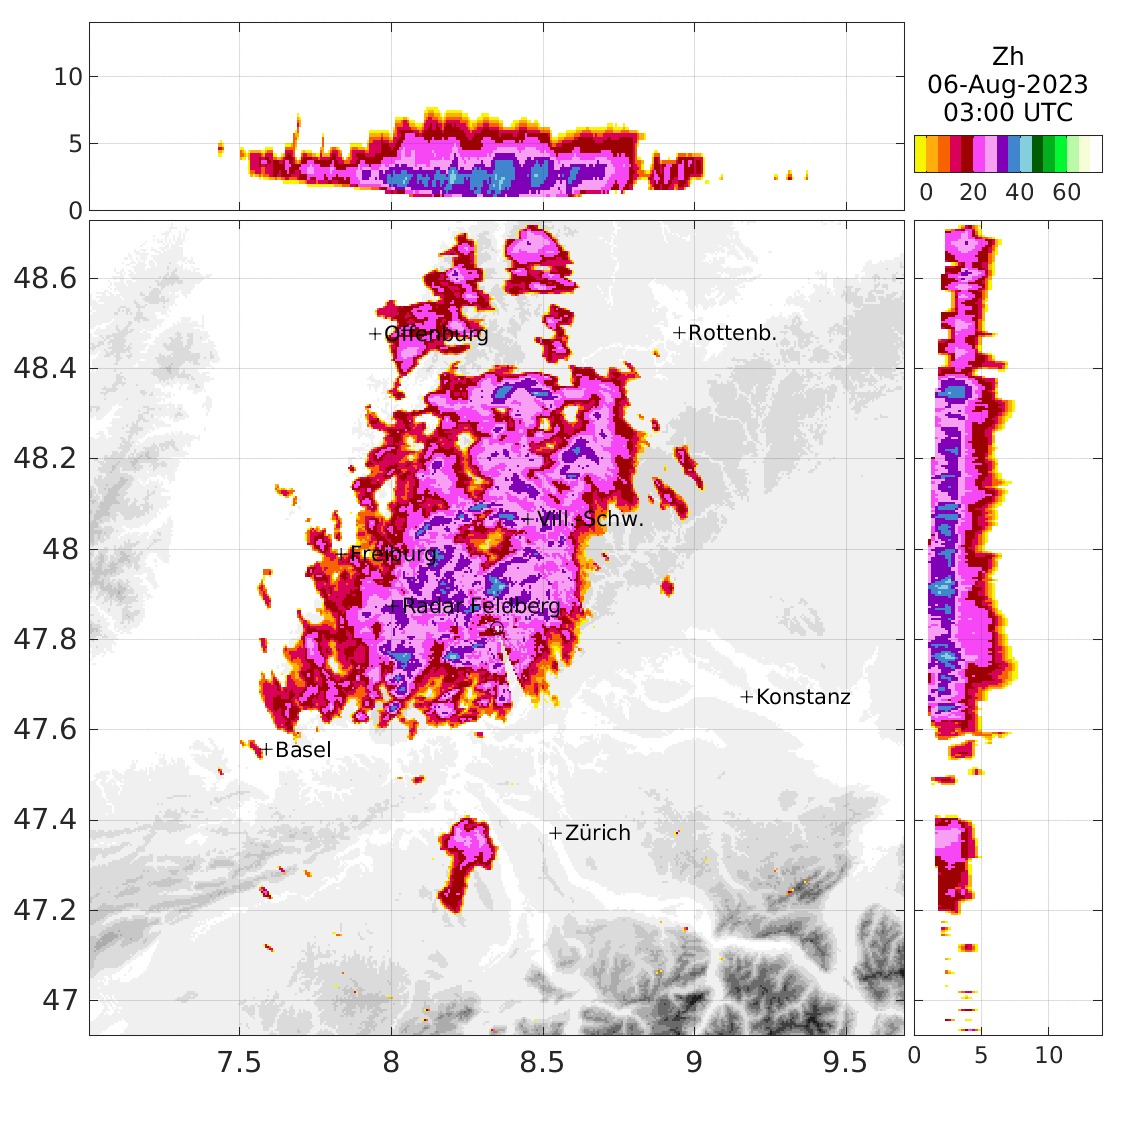 10
5
0
Zh
06-Aug-2023
03:00 UTC
0 20 40 60
48.6
48.4
48.2
48
47.8
47.6
47.4
47.2
47
+Offenburg
+Rottenb.
+Vill.-Schw.
+Freiburg
+Radar Feldberg
+Konstanz
+Basel
+Zürich
7.5 8 8.5 9 9.5
0 5 10